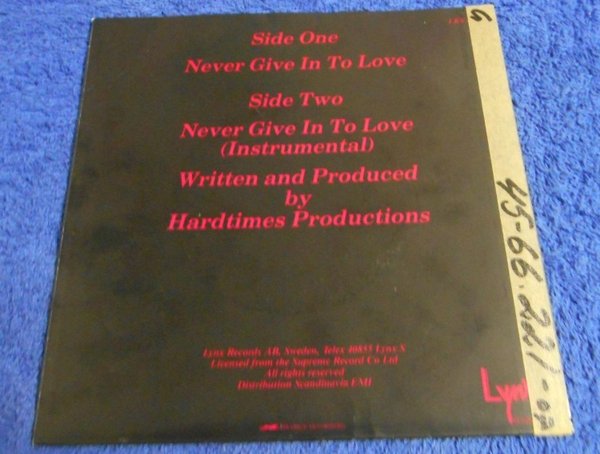 Side One
Never Give In To Love
Side Two
Never Give In To Love
(Instrumental)
Written and Produced
by
Hardtimes Productions
Lynx Records AB, Sweden, Telex 10855 Lynx S
Licensed from the Supreme Record Co Ltd
All rights reserved
Distribution Scandinavia EMI
Lynx